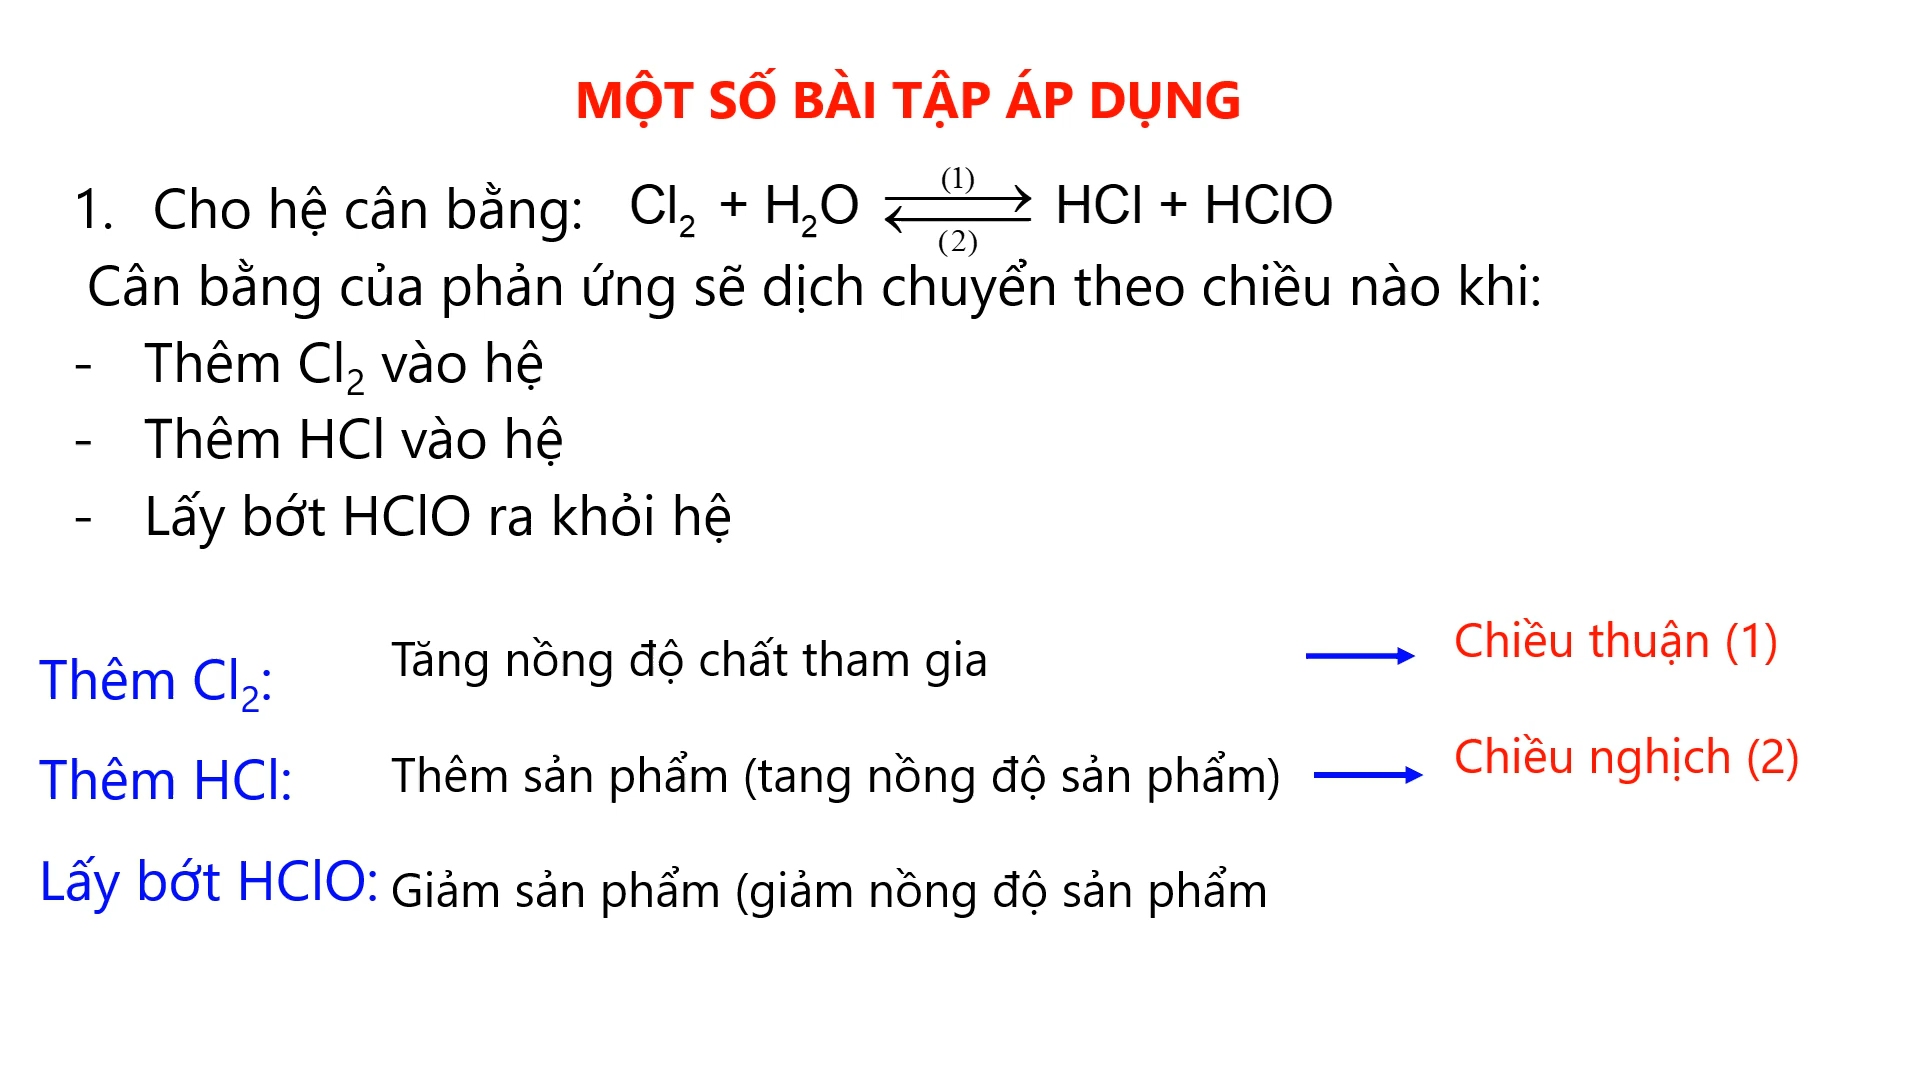 MỘT SỐ BÀI TẬP ÁP DỤNG
1. Cho hệ cân bằng: Cl₂ + H₂O ⇌ HCl + HClO
(1)
(2)
Cân bằng của phản ứng sẽ dịch chuyển theo chiều nào khi:
- Thêm Cl₂ vào hệ
- Thêm HCl vào hệ
- Lấy bớt HClO ra khỏi hệ
Thêm Cl₂: Tăng nồng độ chất tham gia → Chiều thuận (1)
Thêm HCl: Thêm sản phẩm (tang nồng độ sản phẩm) → Chiều nghịch (2)
Lấy bớt HClO: Giảm sản phẩm (giảm nồng độ sản phẩm